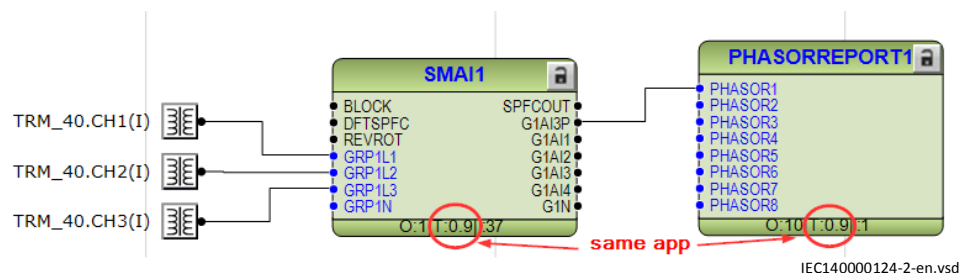 SMAI1
BLOCK
DFTSPFC
REVROT
GRP1L1
GRP1L2
GRP1L3
GRP1N
SPFCOUT
G1AI3P
G1AI1
G1AI2
G1AI3
G1AI4
G1N
O:1 T:0.9 :37
TRM_40.CH1(I)
TRM_40.CH2(I)
TRM_40.CH3(I)
PHASORREPORT1
PHASOR1
PHASOR2
PHASOR3
PHASOR4
PHASOR5
PHASOR6
PHASOR7
PHASOR8
O:10 T:0.9 :1
same app
IEC140000124-2-en.vsd